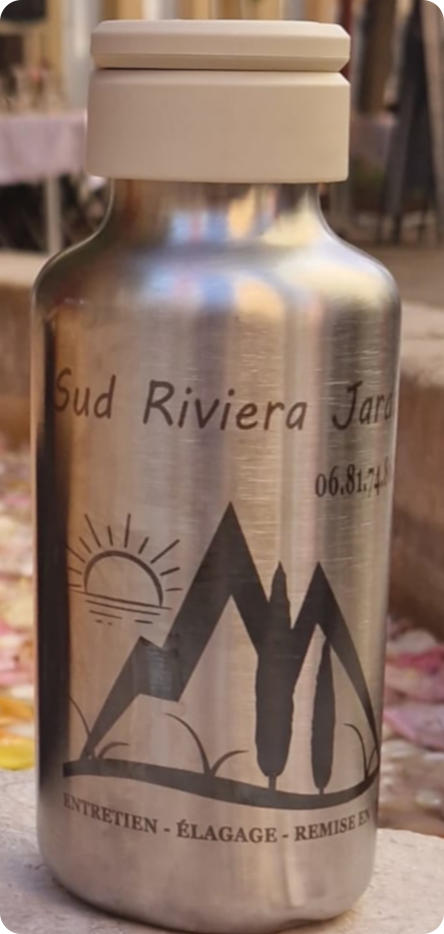 Sud Riviera Jard
06.81.74.8
ENTRETIEN - ÉLAGAGE - REMISE EN